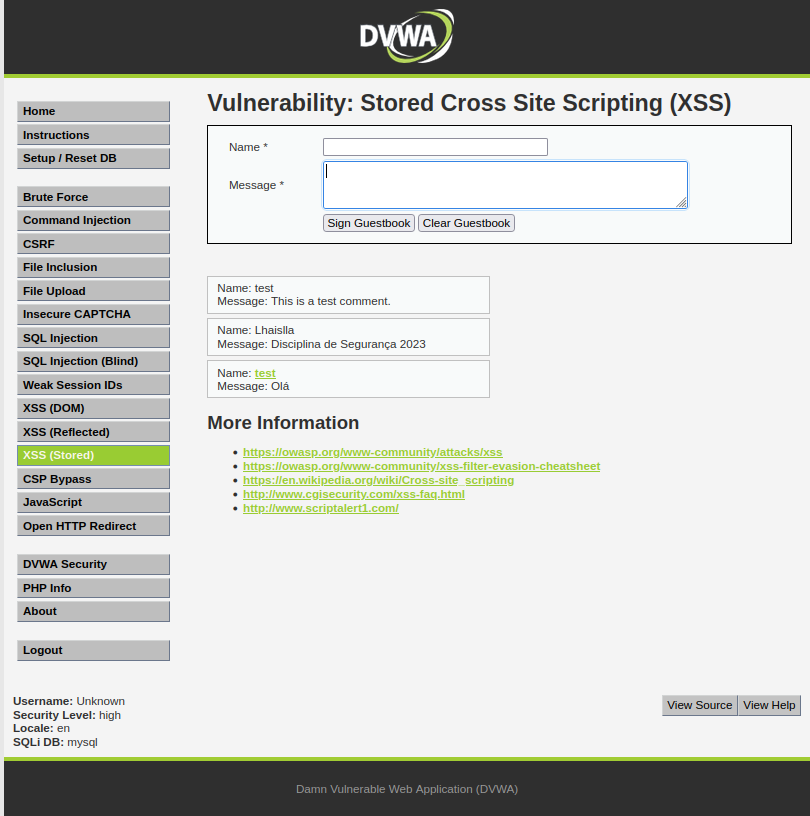 DVWA
Vulnerability: Stored Cross Site Scripting (XSS)
Home
Instructions
Setup / Reset DB
Brute Force
Command Injection
CSRF
File Inclusion
File Upload
Insecure CAPTCHA
SQL Injection
SQL Injection (Blind)
Weak Session IDs
XSS (DOM)
XSS (Reflected)
XSS (Stored)
CSP Bypass
JavaScript
Open HTTP Redirect
DVWA Security
PHP Info
About
Logout
Name *
Message *
Sign Guestbook Clear Guestbook
Name: test
Message: This is a test comment.
Name: Lhaislla
Message: Disciplina de Segurança 2023
Name: test
Message: Olá
More Information
• https://owasp.org/www-community/attacks/xss
• https://owasp.org/www-community/xss-filter-evasion-cheatsheet
• https://en.wikipedia.org/wiki/Cross-site_scripting
• http://www.cgisecurity.com/xss-faq.html
• http://www.scriptalert1.com/
Username: Unknown
Security Level: high
Locale: en
SQLi DB: mysql
View Source View Help
Damn Vulnerable Web Application (DVWA)